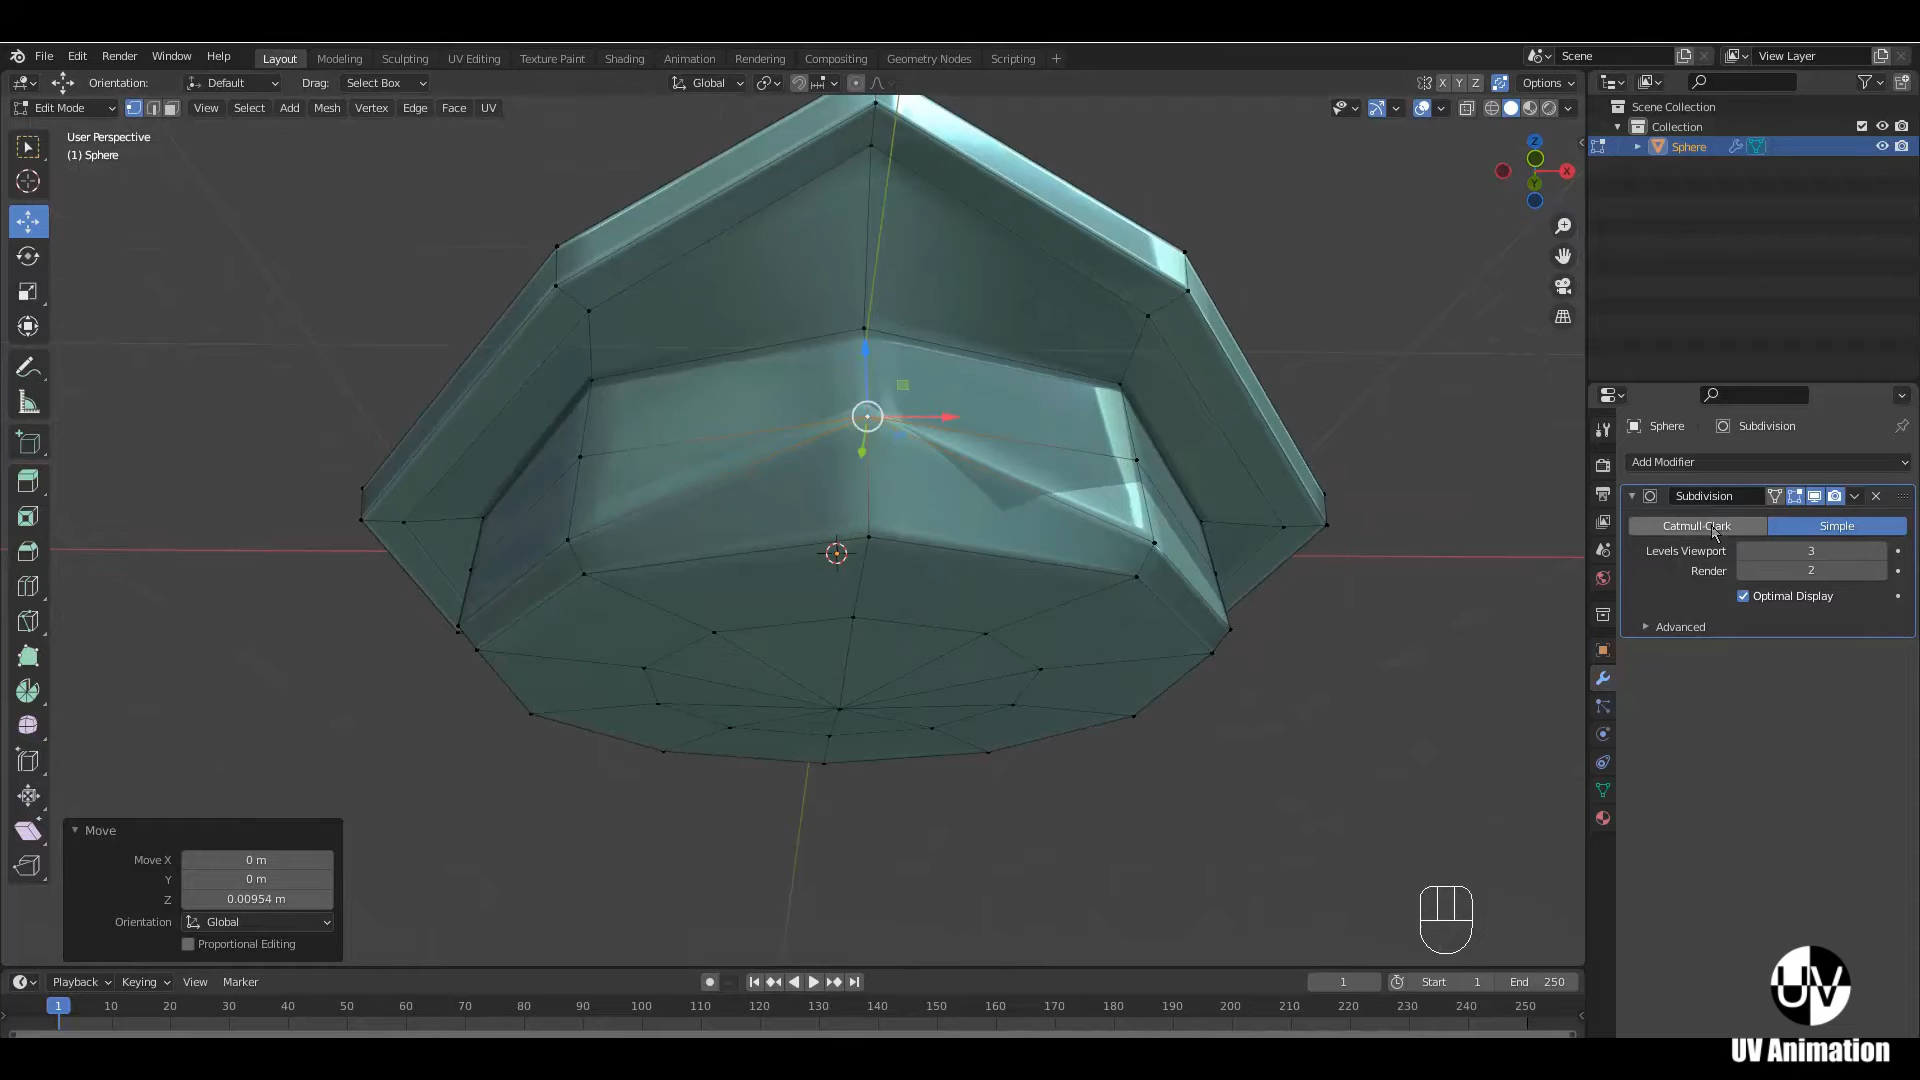 File Edit Render Window Help Layout Modeling Sculpting UV Editing Texture Paint Shading Animation Rendering Compositing Geometry Nodes Scripting + Scene View Layer
Orientation: Default Drag: Select Box Global X Y Z Options
Edit Mode View Select Add Mesh Vertex Edge Face UV
User Perspective
(1) Sphere
Z
Y
X
Scene Collection
Collection
Sphere
Sphere Subdivision
Add Modifier
Subdivision
Catmull-Clark Simple
Levels Viewport 3
Render 2
Optimal Display
Advanced
Move
Move X 0 m
Y 0 m
Z 0.00954 m
Orientation Global
Proportional Editing
Playback Keying View Marker 1 Start 1 End 250
1 10 20 30 40 50 60 70 80 90 100 110 120 130 140 150 160 170 180 190 200 210 220 230 240 250
UV
UV Animation